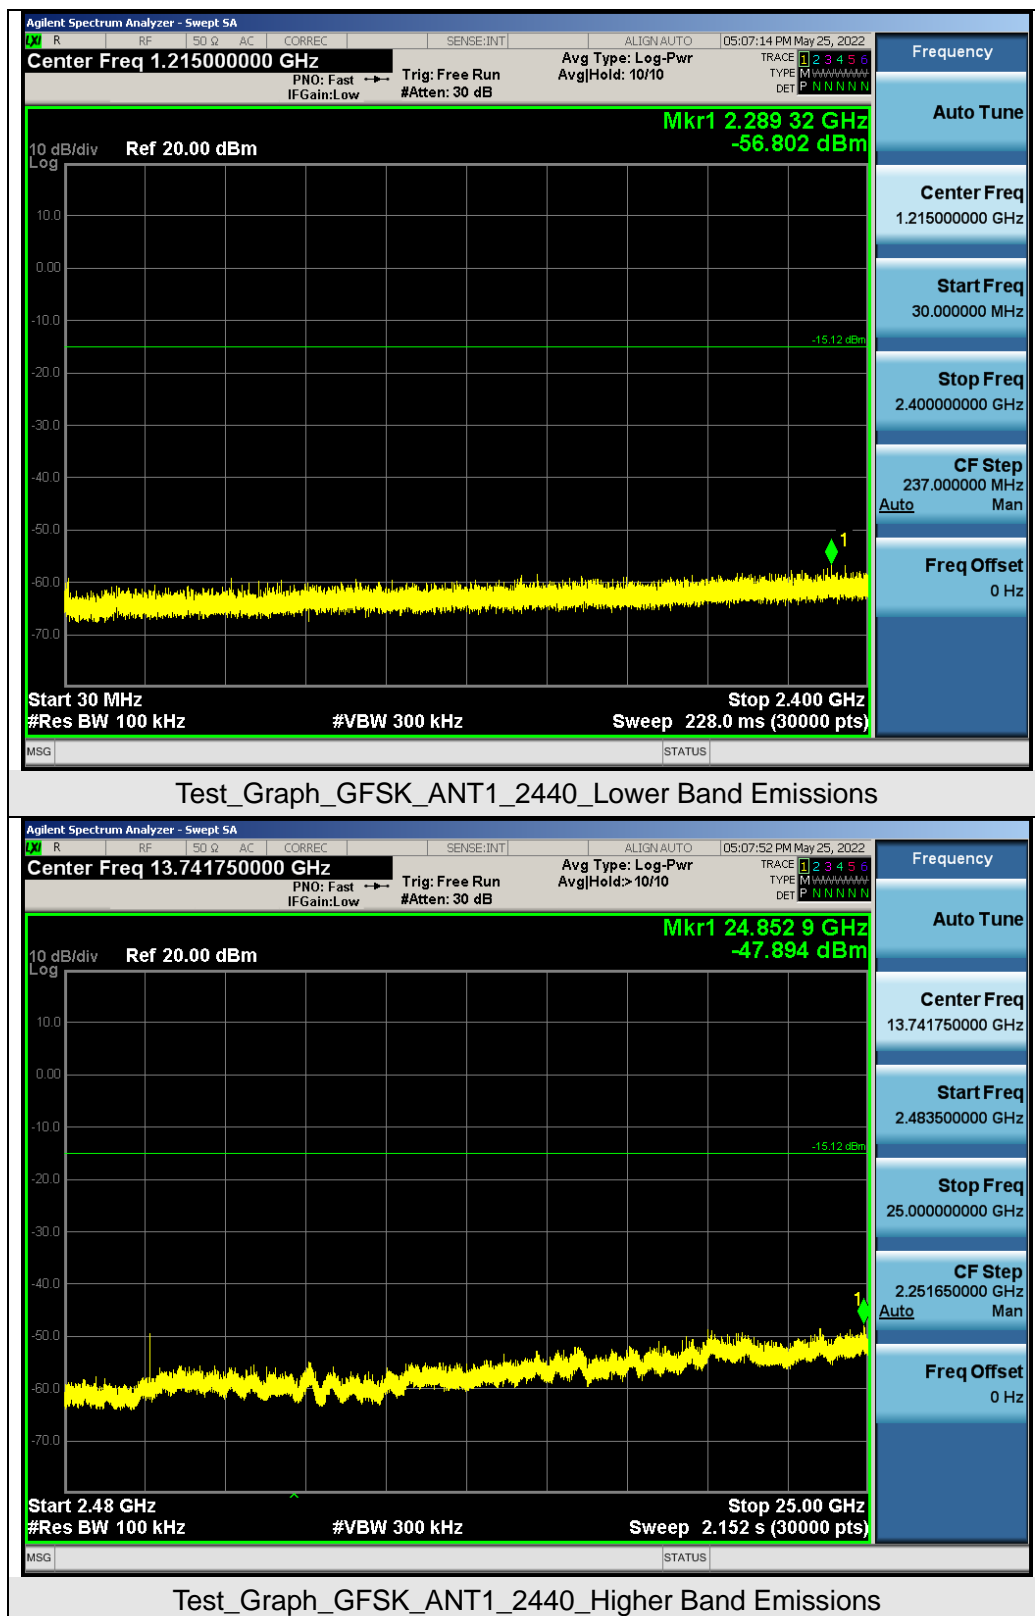 Agilent Spectrum Analyzer - Swept SA
LXI R RF 50 Ω AC CORREC SENSE:INT ALIGN AUTO 05:07:14 PM May 25, 2022
Center Freq 1.215000000 GHz
PNO: Fast Trig: Free Run Avg Type: Log-Pwr TRACE 1 2 3 4 5 6
IFGain:Low #Atten: 30 dB Avg|Hold: 10/10 TYPE M WWWWW
DET P N N N N N
Frequency
Mkr1 2.289 32 GHz
-56.802 dBm
10 dB/div Ref 20.00 dBm
Log
10.0
0.00
-10.0
-15.12 dBm
-20.0
-30.0
-40.0
-50.0
1
-60.0
-70.0
Start 30 MHz Stop 2.400 GHz
#Res BW 100 kHz #VBW 300 kHz Sweep 228.0 ms (30000 pts)
MSG STATUS
Auto Tune
Center Freq
1.215000000 GHz
Start Freq
30.000000 MHz
Stop Freq
2.400000000 GHz
CF Step
237.000000 MHz
Auto Man
Freq Offset
0 Hz
Test_Graph_GFSK_ANT1_2440_Lower Band Emissions
Agilent Spectrum Analyzer - Swept SA
LXI R RF 50 Ω AC CORREC SENSE:INT ALIGN AUTO 05:07:52 PM May 25, 2022
Center Freq 13.741750000 GHz
PNO: Fast Trig: Free Run Avg Type: Log-Pwr TRACE 1 2 3 4 5 6
IFGain:Low #Atten: 30 dB Avg|Hold:>10/10 TYPE M WWWWW
DET P N N N N N
Frequency
Mkr1 24.852 9 GHz
-47.894 dBm
10 dB/div Ref 20.00 dBm
Log
10.0
0.00
-10.0
-15.12 dBm
-20.0
-30.0
-40.0
1
-50.0
-60.0
-70.0
Start 2.48 GHz Stop 25.00 GHz
#Res BW 100 kHz #VBW 300 kHz Sweep 2.152 s (30000 pts)
MSG STATUS
Auto Tune
Center Freq
13.741750000 GHz
Start Freq
2.483500000 GHz
Stop Freq
25.000000000 GHz
CF Step
2.251650000 GHz
Auto Man
Freq Offset
0 Hz
Test_Graph_GFSK_ANT1_2440_Higher Band Emissions